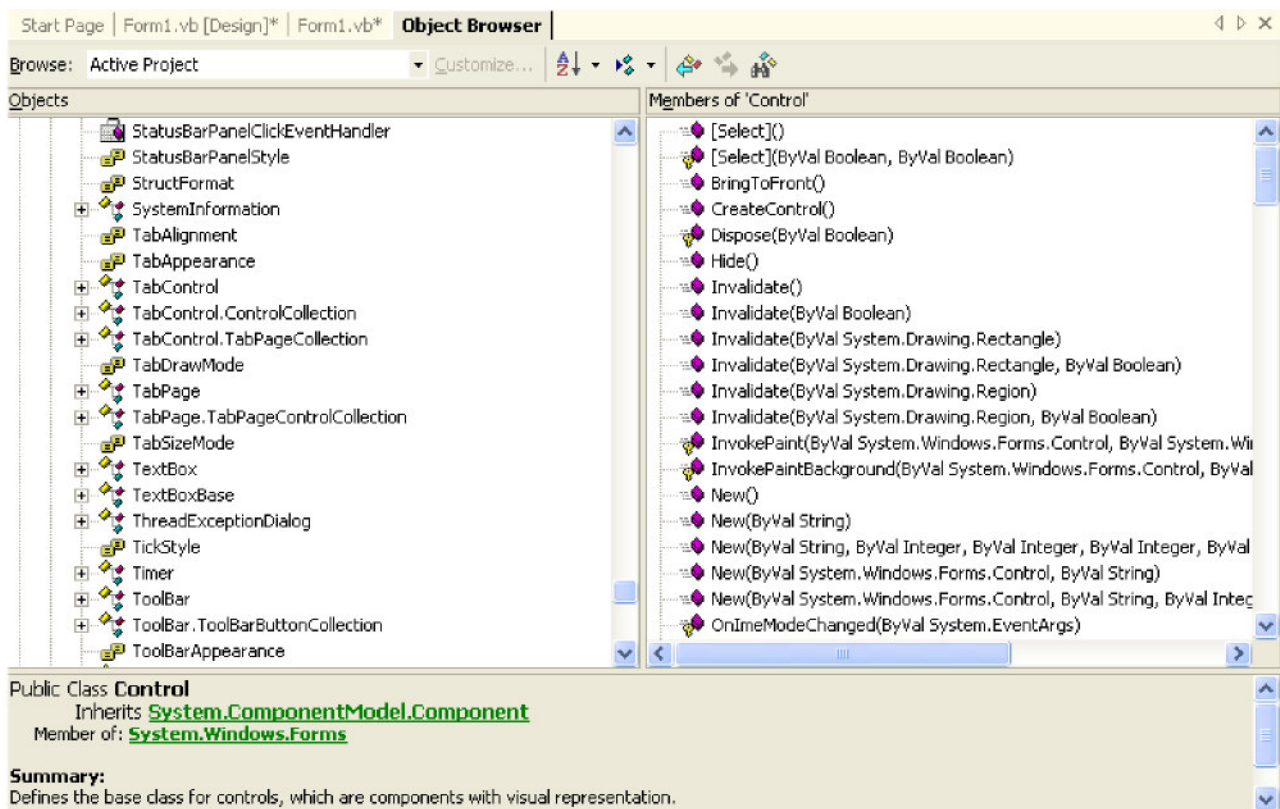 Start Page Form1.vb [Design]* Form1.vb* Object Browser
Browse: Active Project Customize...
Objects
StatusBarPanelClickEventHandler
StatusBarPanelStyle
StructFormat
SystemInformation
TabAlignment
TabAppearance
TabControl
TabControl.ControlCollection
TabControl.TabPageCollection
TabDrawMode
TabPage
TabPage.TabPageControlCollection
TabSizeMode
TextBox
TextBoxBase
ThreadExceptionDialog
TickStyle
Timer
ToolBar
ToolBar.ToolBarButtonCollection
ToolBarAppearance
Members of 'Control'
[Select]()
[Select](ByVal Boolean, ByVal Boolean)
BringToFront()
CreateControl()
Dispose(ByVal Boolean)
Hide()
Invalidate()
Invalidate(ByVal Boolean)
Invalidate(ByVal System.Drawing.Rectangle)
Invalidate(ByVal System.Drawing.Rectangle, ByVal Boolean)
Invalidate(ByVal System.Drawing.Region)
Invalidate(ByVal System.Drawing.Region, ByVal Boolean)
InvokePaint(ByVal System.Windows.Forms.Control, ByVal System.Wi
InvokePaintBackground(ByVal System.Windows.Forms.Control, ByVal
New()
New(ByVal String)
New(ByVal String, ByVal Integer, ByVal Integer, ByVal Integer, ByVal
New(ByVal System.Windows.Forms.Control, ByVal String)
New(ByVal System.Windows.Forms.Control, ByVal String, ByVal Integ
OnImeModeChanged(ByVal System.EventArgs)
Public Class Control
Inherits System.ComponentModel.Component
Member of: System.Windows.Forms
Summary:
Defines the base class for controls, which are components with visual representation.